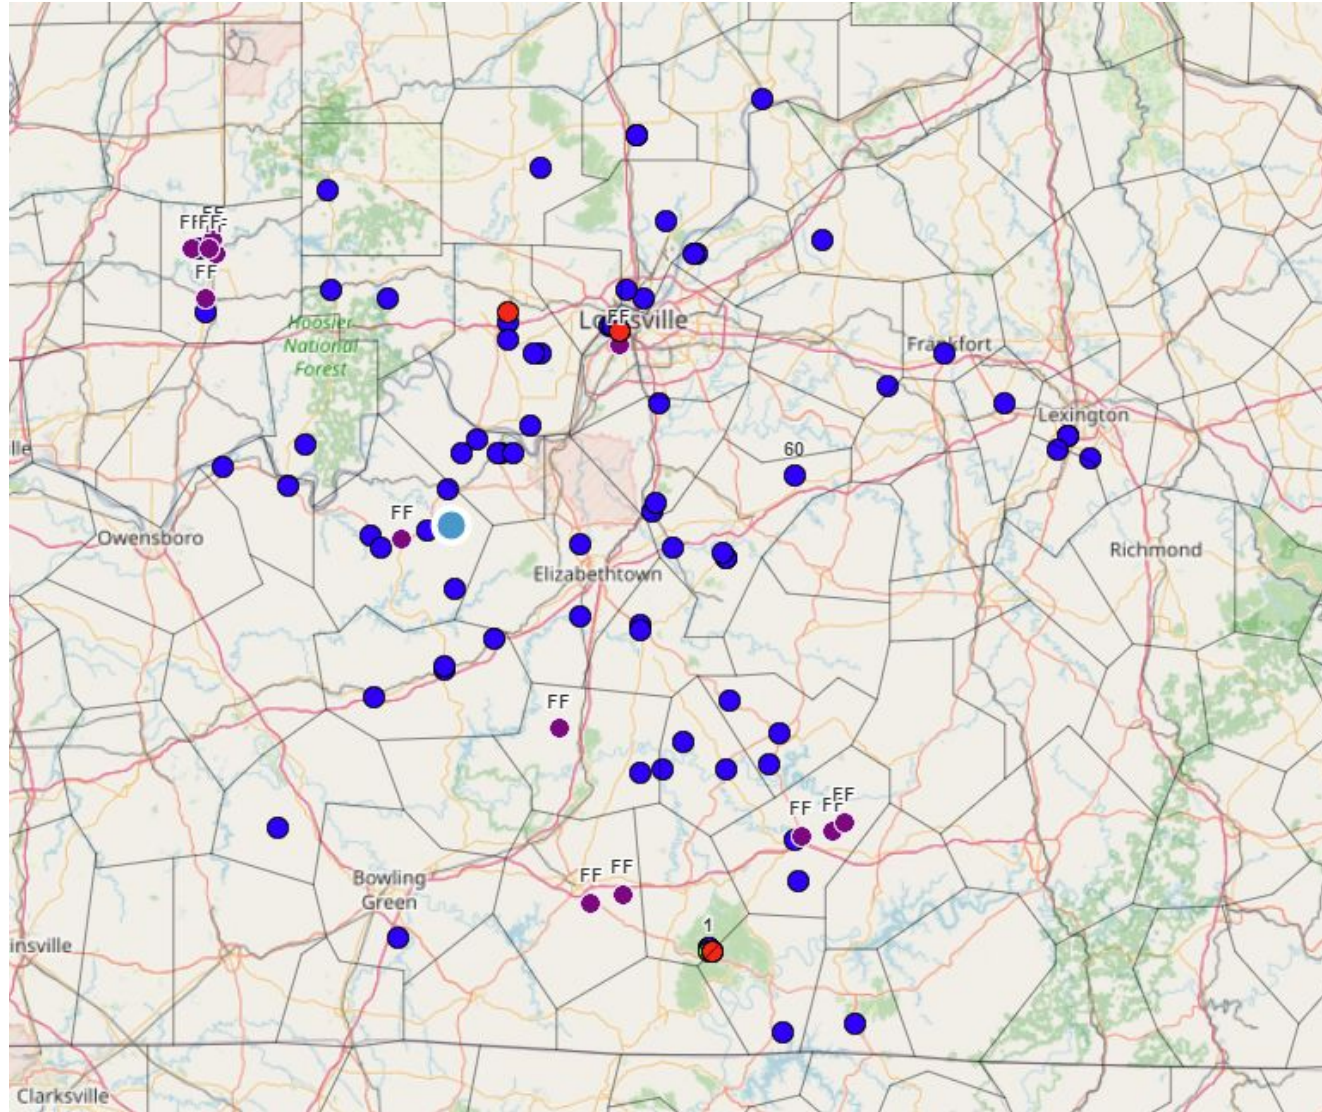 FF
FFFF
FF
Hoosier
National
Forest
FF
Frankfort
Lexington
lle
60
FF
Owensboro
Richmond
Elizabethtown
FF
FF
FF
FF
FF
FF
Bowling
Green
1
insville
Clarksville